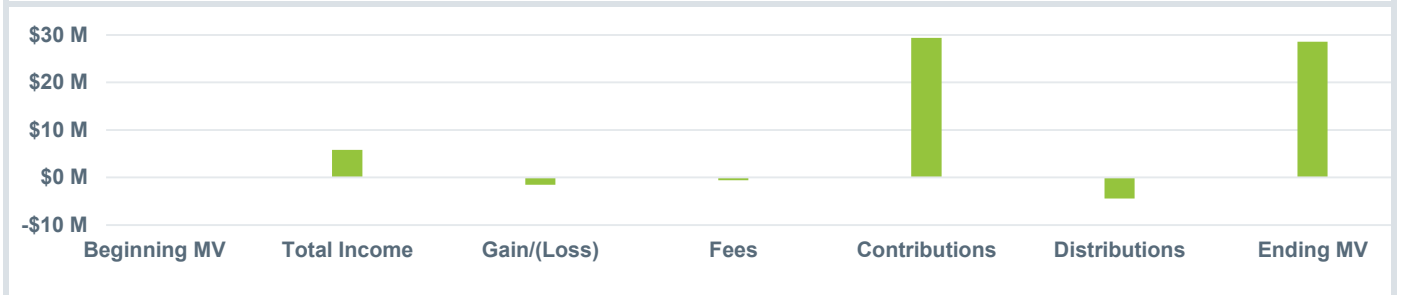 $30 M
$20 M
$10 M
$0 M
-$10 M
Beginning MV Total Income Gain/(Loss) Fees Contributions Distributions Ending MV